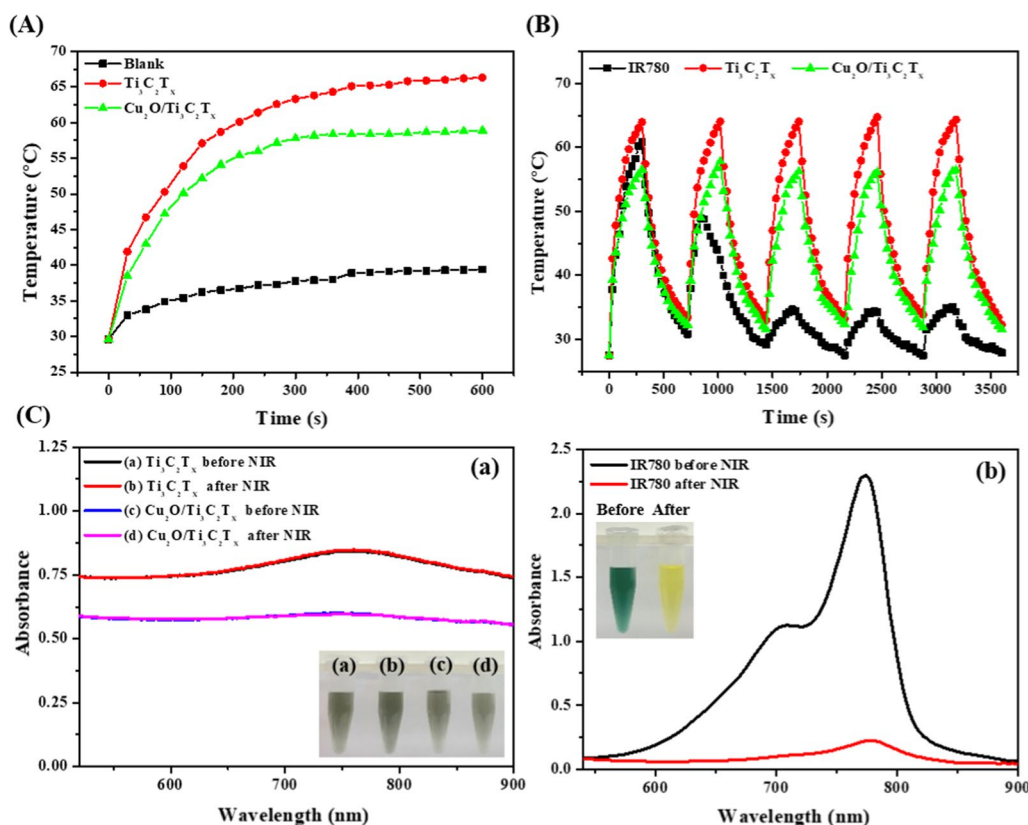 (A)
Blank
Ti₃C₂Tₓ
Cu₂O/Ti₃C₂Tₓ
70
65
60
55
50
45
40
35
30
25
Temperature (°C)
0 100 200 300 400 500 600
Time (s)
(B)
IR780 Ti₃C₂Tₓ Cu₂O/Ti₃C₂Tₓ
70
60
50
40
30
Temperature (°C)
0 500 1000 1500 2000 2500 3000 3500
Time (s)
(C)
(a)
(a) Ti₃C₂Tₓ before NIR
(b) Ti₃C₂Tₓ after NIR
(c) Cu₂O/Ti₃C₂Tₓ before NIR
(d) Cu₂O/Ti₃C₂Tₓ after NIR
1.25
1.00
0.75
0.50
0.25
0.00
Absorbance
(a) (b) (c) (d)
600 700 800 900
Wavelength (nm)
(b)
IR780 before NIR
IR780 after NIR
Before After
2.5
2.0
1.5
1.0
0.5
0.0
Absorbance
600 700 800 900
Wavelength (nm)